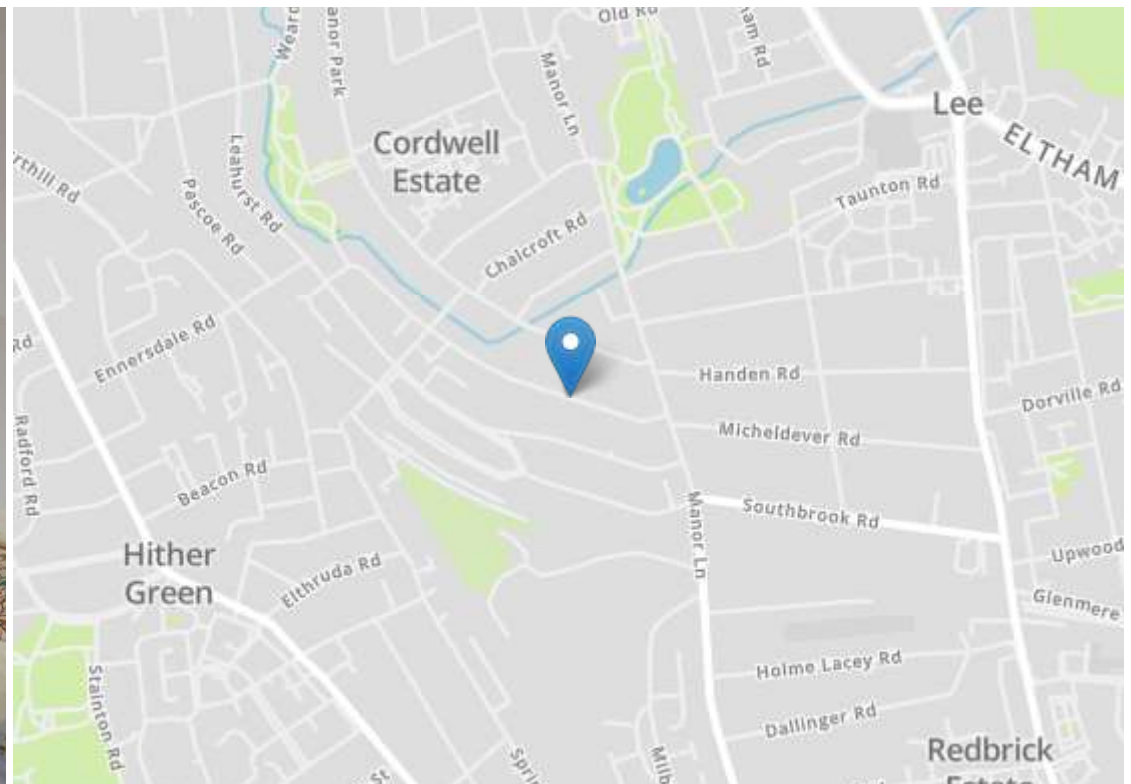 Old Rd
Manor Ln
Cordwell
Estate
Lee
ELTHAM
Taunton Rd
Leahurst Rd
Pascoe Rd
Chalcroft Rd
Ennersdale Rd
Handen Rd
Dorville Rd
Micheldever Rd
Radford Rd
Beacon Rd
Southbrook Rd
Manor Ln
Hither
Green
Elthruda Rd
Upwood
Glenmere
Holme Lacey Rd
Stainton Rd
Dallinger Rd
Redbrick
Estate